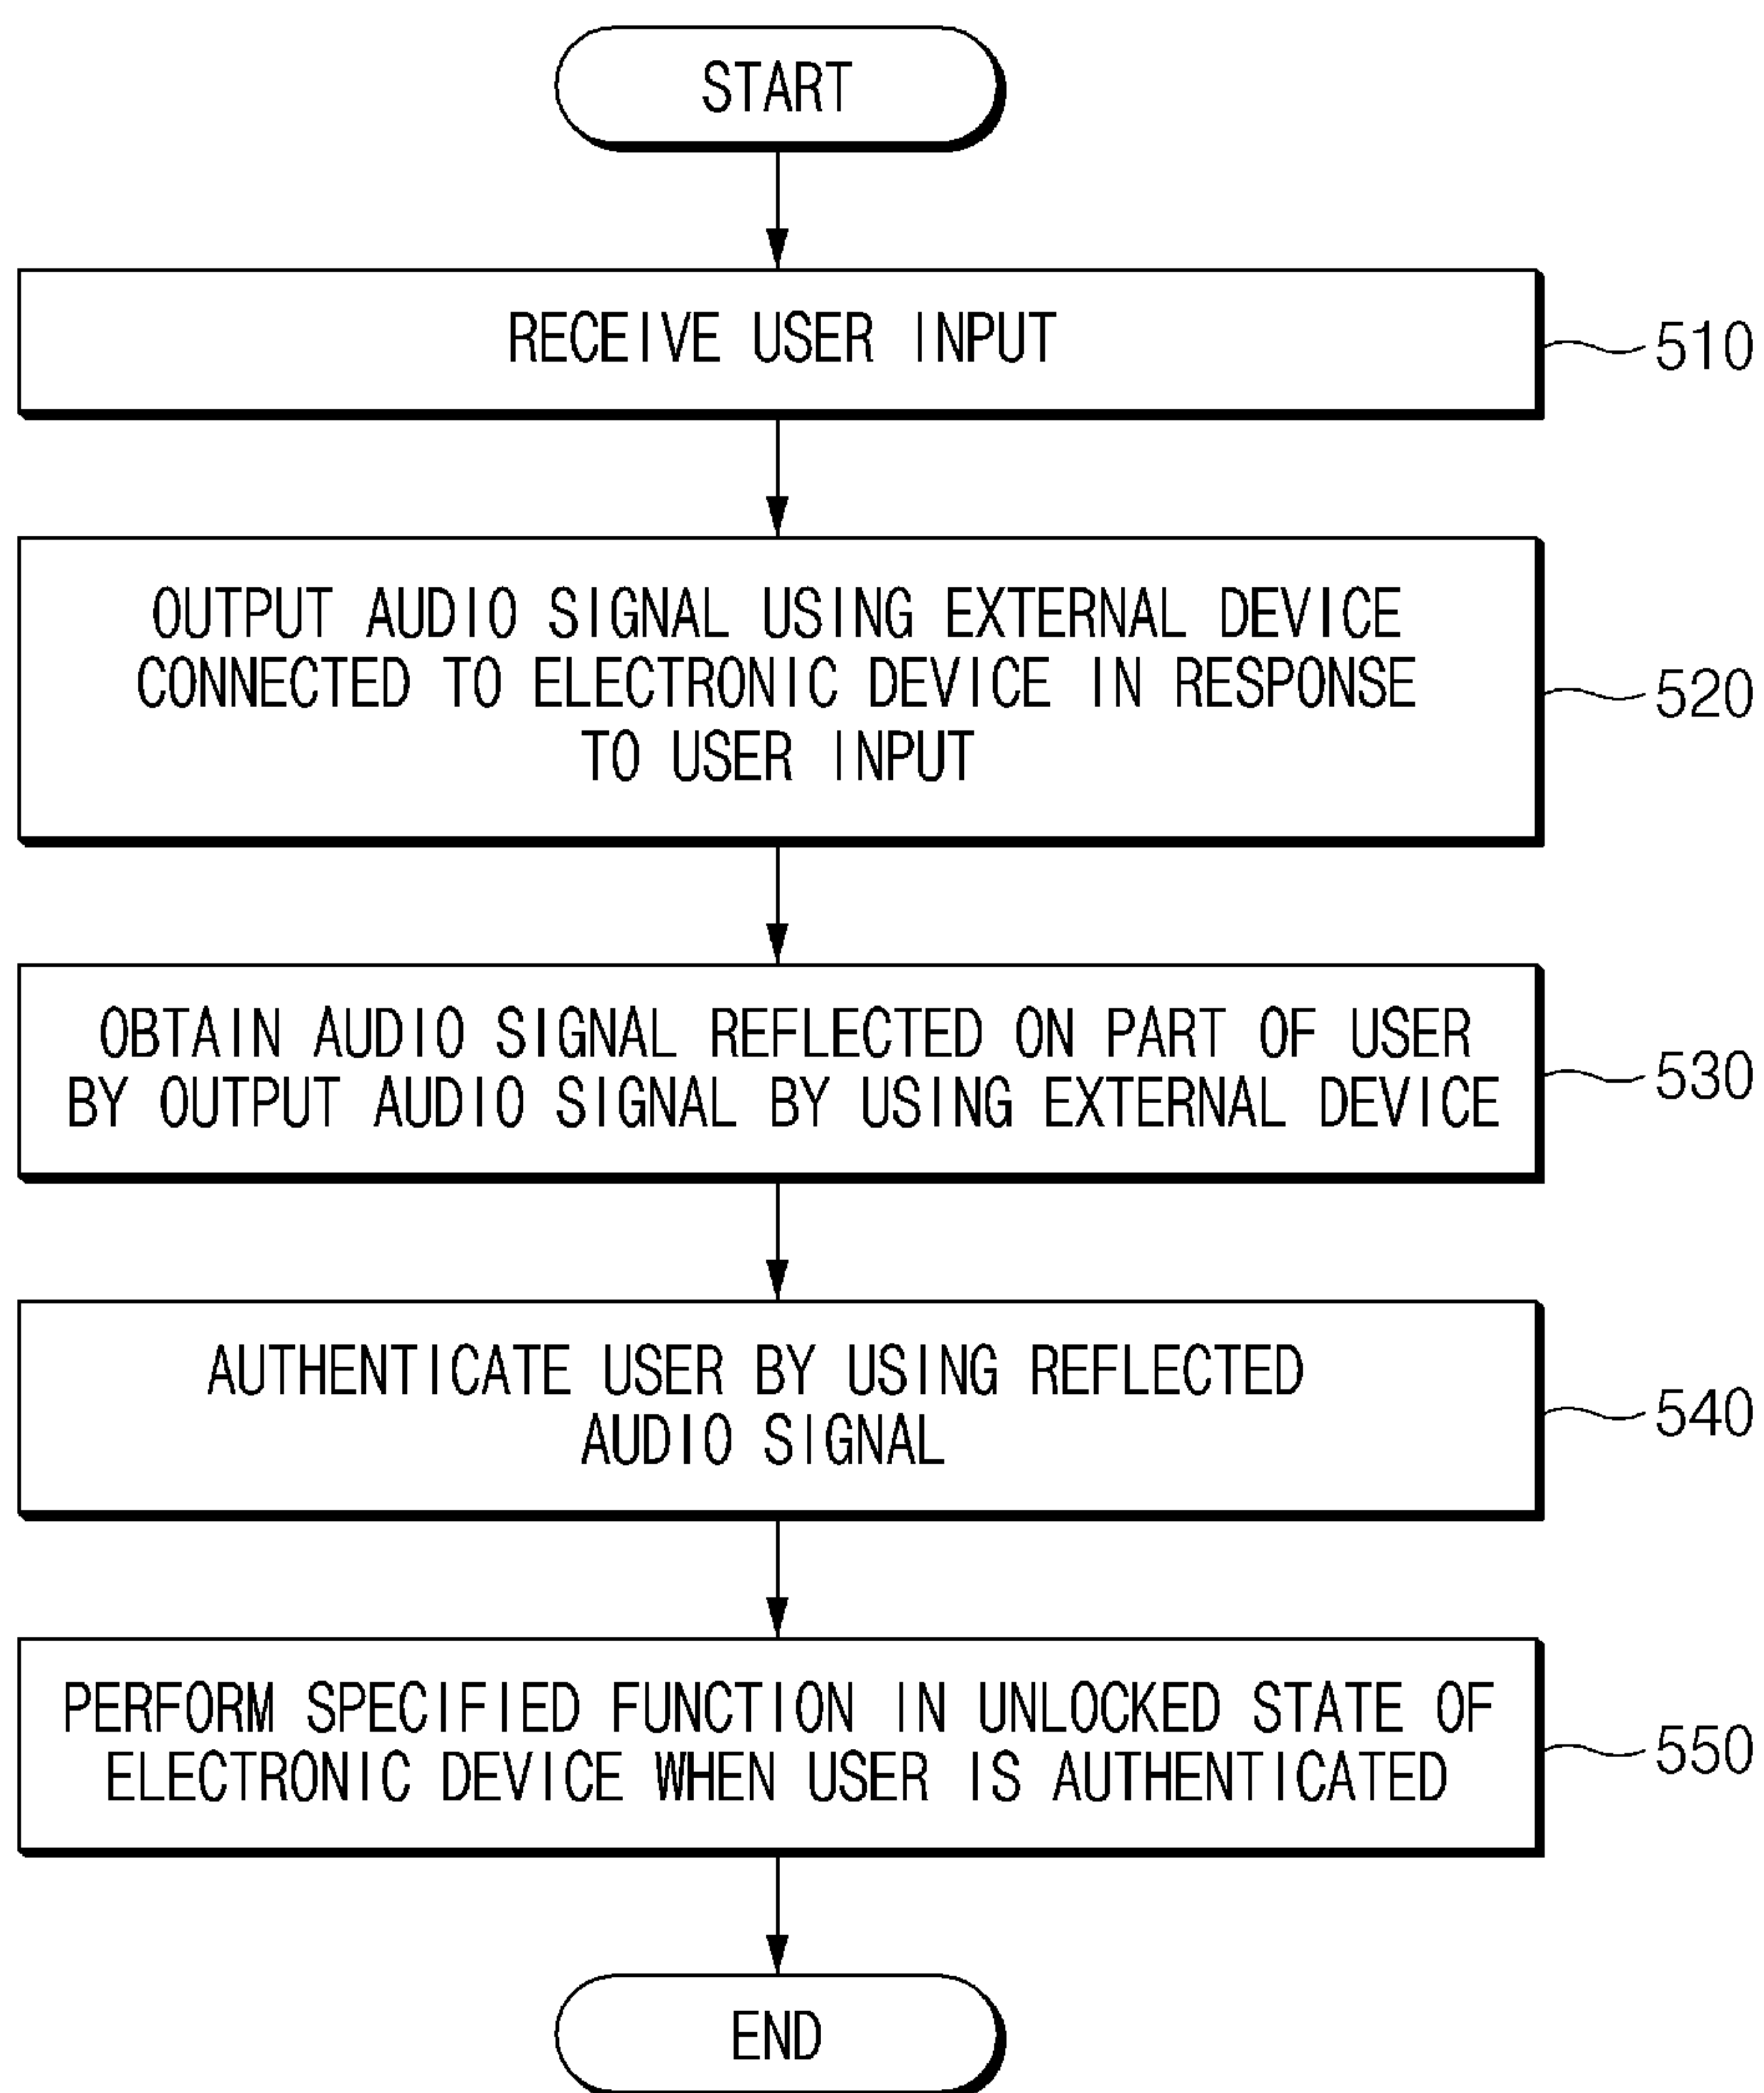 START
RECEIVE USER INPUT
510
OUTPUT AUDIO SIGNAL USING EXTERNAL DEVICE
CONNECTED TO ELECTRONIC DEVICE IN RESPONSE
TO USER INPUT
520
OBTAIN AUDIO SIGNAL REFLECTED ON PART OF USER
BY OUTPUT AUDIO SIGNAL BY USING EXTERNAL DEVICE
530
AUTHENTICATE USER BY USING REFLECTED
AUDIO SIGNAL
540
PERFORM SPECIFIED FUNCTION IN UNLOCKED STATE OF
ELECTRONIC DEVICE WHEN USER IS AUTHENTICATED
550
END